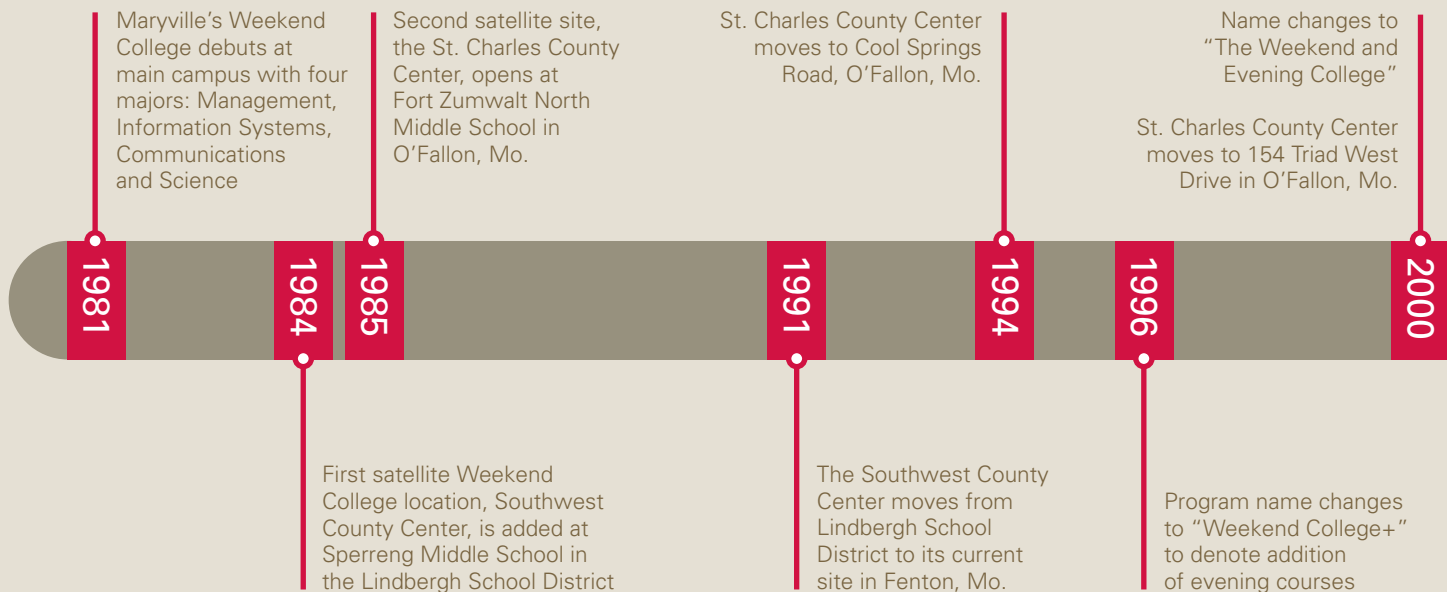 Maryville’s Weekend
College debuts at
main campus with four
majors: Management,
Information Systems,
Communications
and Science
Second satellite site,
the St. Charles County
Center, opens at
Fort Zumwalt North
Middle School in
O’Fallon, Mo.
St. Charles County Center
moves to Cool Springs
Road, O’Fallon, Mo.
Name changes to
“The Weekend and
Evening College”
St. Charles County Center
moves to 154 Triad West
Drive in O’Fallon, Mo.
1981
1984
1985
1991
1994
1996
2000
First satellite Weekend
College location, Southwest
County Center, is added at
Sperreng Middle School in
the Lindbergh School District
The Southwest County
Center moves from
Lindbergh School
District to its current
site in Fenton, Mo.
Program name changes
to “Weekend College+”
to denote addition
of evening courses